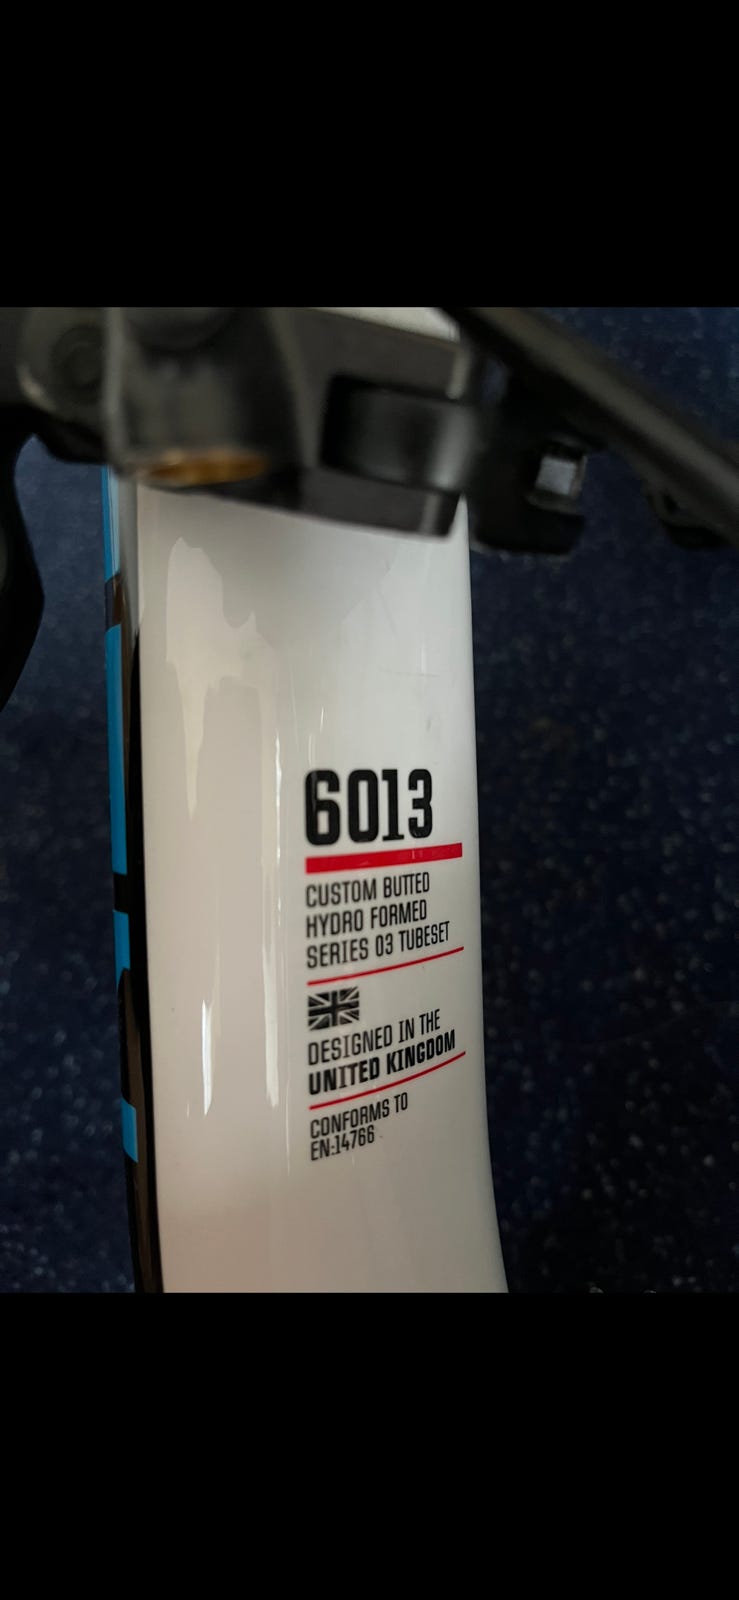 6013
CUSTOM BUTTED
HYDRO FORMED
SERIES 03 TUBESET
DESIGNED IN THE
UNITED KINGDOM
CONFORMS TO
EN:14766